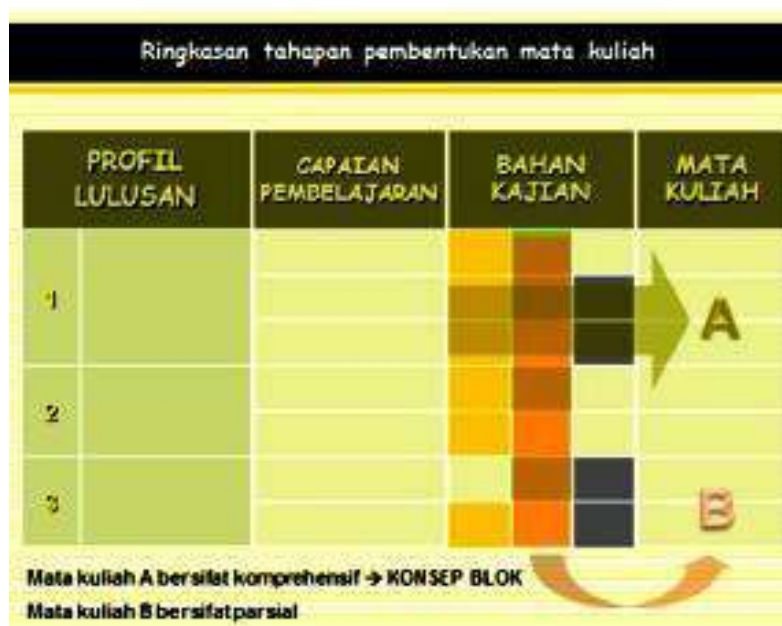 Ringkasan tahapan pembentukan mata kuliah
PROFIL
LULUSAN
CAPAIAN
PEMBELAJARAN
BAHAN
KAJIAN
MATA
KULIAH
1
A
2
3
B
Mata kuliah A bersifat komprehensif → KONSEP BLOK
Mata kuliah B bersifat parsial